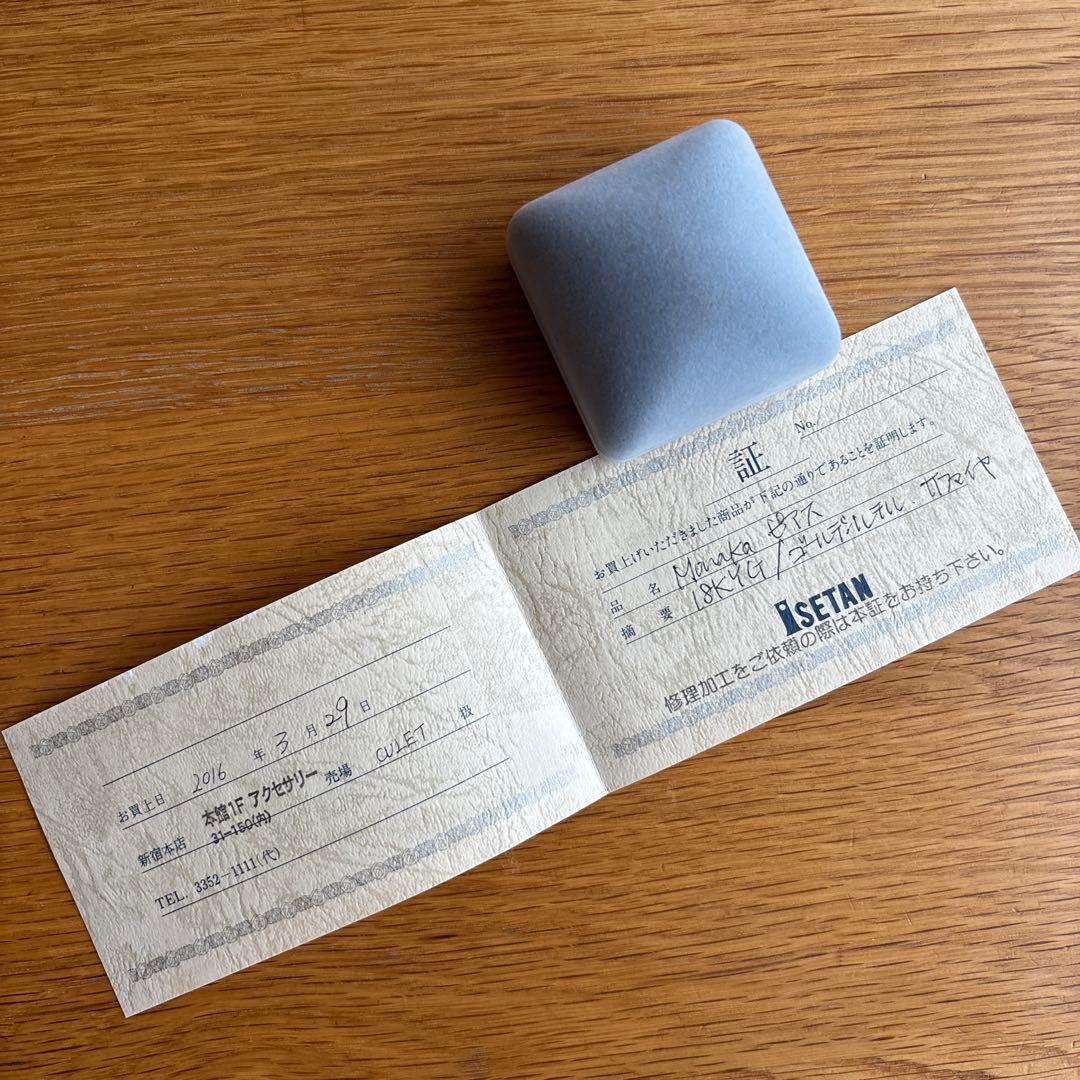 お買上日 2016 年 3 月 29 日
新宿本店 本館1F アクセサリー 売場 CULET 扱
31-150(内)
TEL. 3352-1111(代)
証
No.
お買上げいただきました商品が下記の通りであることを証明します。
品名 Manaka ピアス
摘要 18KYG/ゴールデンルチル サファイヤ
ISETAN
修理加工をご依頼の際は本証をお持ち下さい。